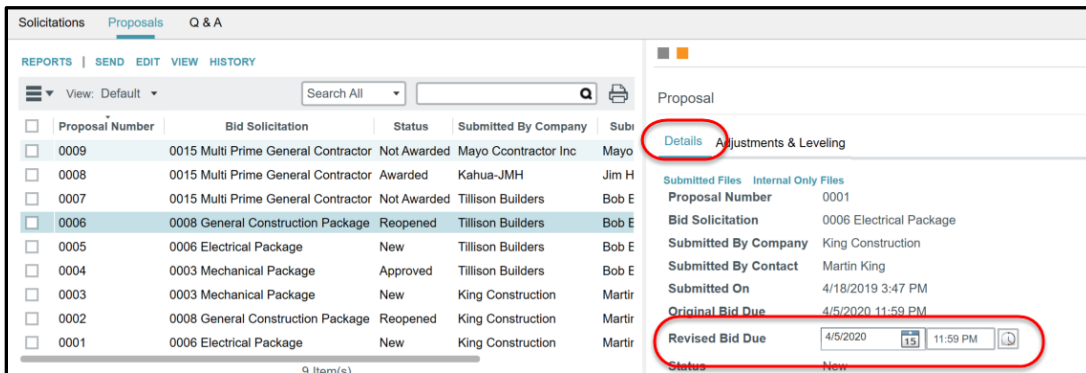 Solicitations Proposals Q & A
REPORTS | SEND EDIT VIEW HISTORY
View: Default Search All
Proposal Number Bid Solicitation Status Submitted By Company Subr
0009 0015 Multi Prime General Contractor Not Awarded Mayo Ccontractor Inc Mayo
0008 0015 Multi Prime General Contractor Awarded Kahua-JMH Jim H
0007 0015 Multi Prime General Contractor Not Awarded Tillison Builders Bob E
0006 0008 General Construction Package Reopened Tillison Builders Bob E
0005 0006 Electrical Package New Tillison Builders Bob E
0004 0003 Mechanical Package Approved Tillison Builders Bob E
0003 0003 Mechanical Package New King Construction Martir
0002 0008 General Construction Package Reopened King Construction Martir
0001 0006 Electrical Package New King Construction Martir
9 Item(s)
Proposal
Details Adjustments & Leveling
Submitted Files Internal Only Files
Proposal Number 0001
Bid Solicitation 0006 Electrical Package
Submitted By Company King Construction
Submitted By Contact Martin King
Submitted On 4/18/2019 3:47 PM
Original Bid Due 4/5/2020 11:59 PM
Revised Bid Due 4/5/2020 15 11:59 PM
Status New